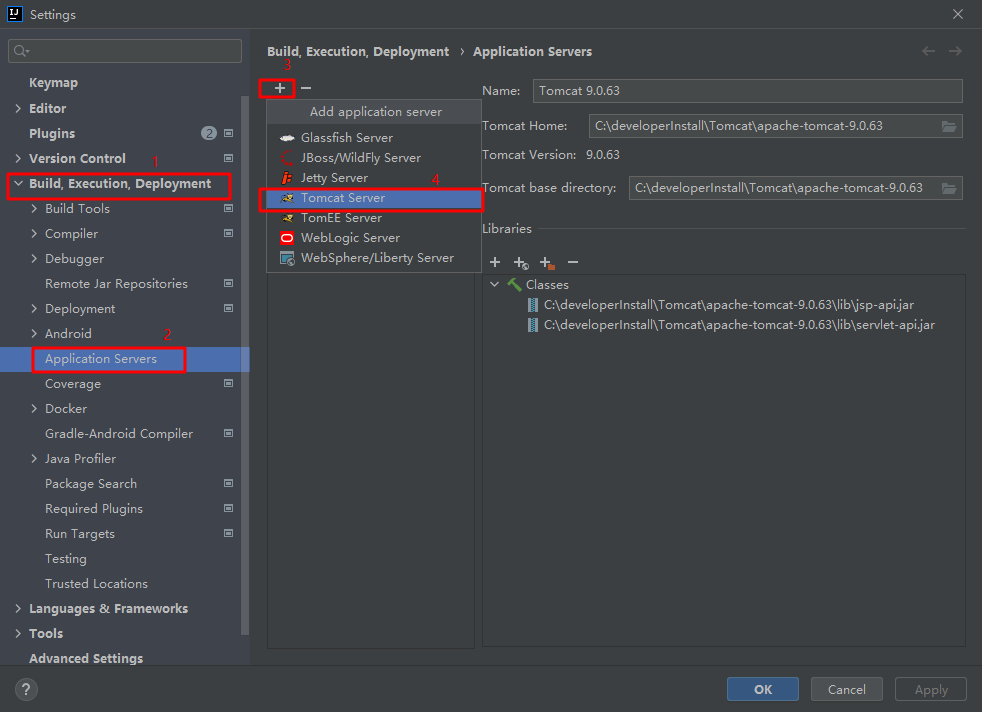 IJ
Settings
Build, Execution, Deployment › Application Servers
3
Keymap
Editor
Plugins 2
Version Control
1
Build, Execution, Deployment
Build Tools
Compiler
Debugger
Remote Jar Repositories
Deployment
Android
2
Application Servers
Coverage
Docker
Gradle-Android Compiler
Java Profiler
Package Search
Required Plugins
Run Targets
Testing
Trusted Locations
Languages & Frameworks
Tools
Advanced Settings
Add application server
Glassfish Server
JBoss/WildFly Server
Jetty Server
4
Tomcat Server
TomEE Server
WebLogic Server
WebSphere/Liberty Server
Name: Tomcat 9.0.63
Tomcat Home: C:\developerInstall\Tomcat\apache-tomcat-9.0.63
Tomcat Version: 9.0.63
Tomcat base directory: C:\developerInstall\Tomcat\apache-tomcat-9.0.63
Libraries
Classes
C:\developerInstall\Tomcat\apache-tomcat-9.0.63\lib\jsp-api.jar
C:\developerInstall\Tomcat\apache-tomcat-9.0.63\lib\servlet-api.jar
?
OK
Cancel
Apply